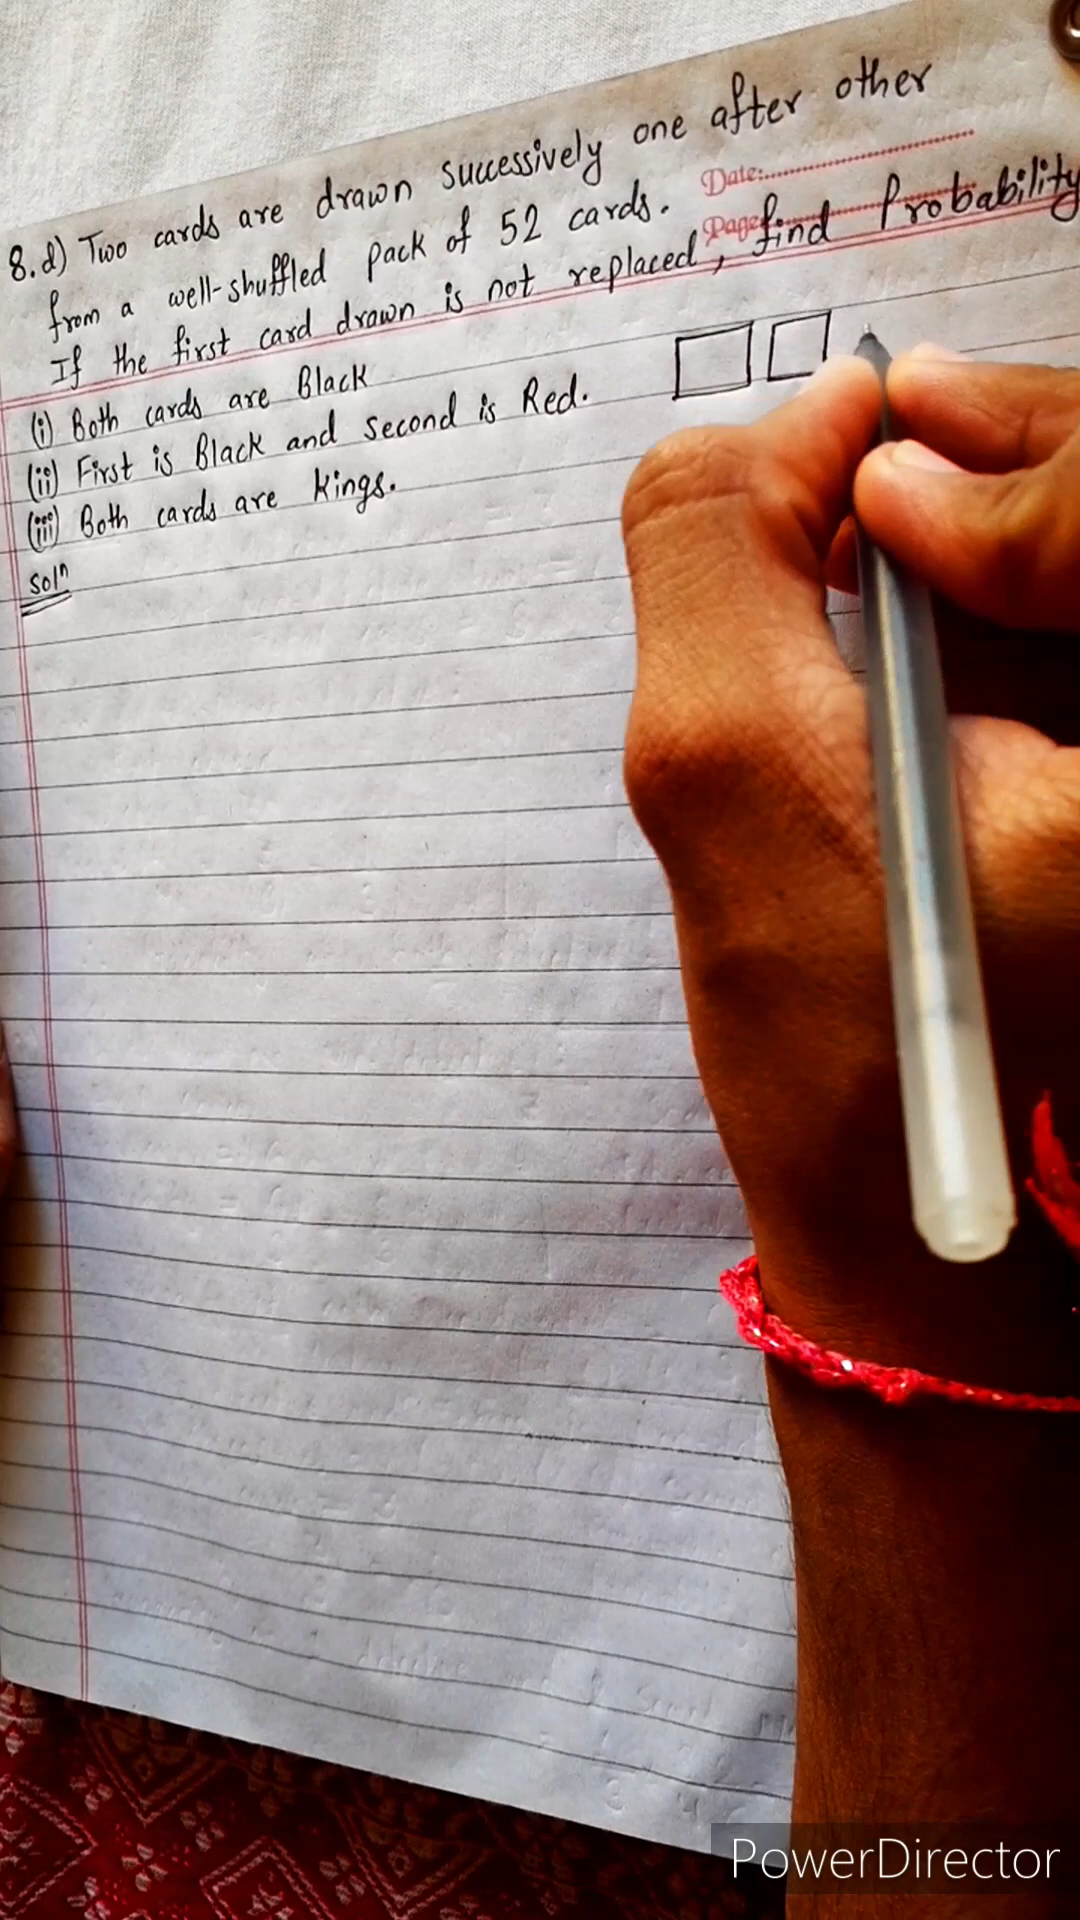 8.d) Two cards are drawn successively one after other
Date:
from a well-shuffled pack of 52 cards.
Page
If the first card drawn is not replaced, find Probability
(i) Both cards are Black
(ii) First is Black and second is Red.
(iii) Both cards are kings.
Solⁿ
PowerDirector